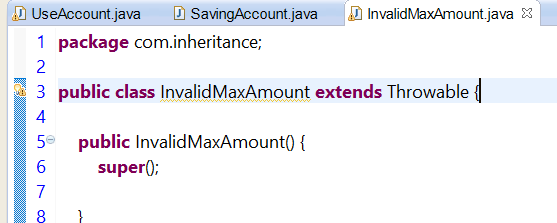 UseAccount.java SavingAccount.java InvalidMaxAmount.java
1 package com.inheritance;
2
3 public class InvalidMaxAmount extends Throwable {
4
5 public InvalidMaxAmount() {
6 super();
7
8 }